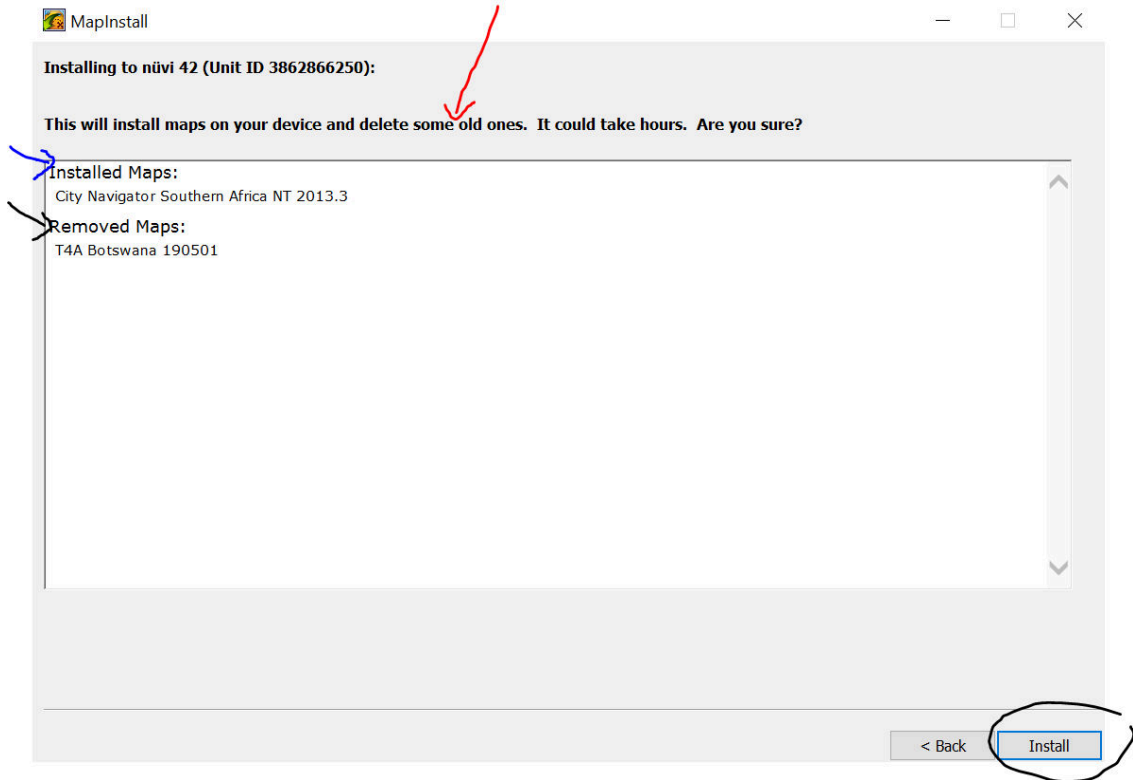 MapInstall
Installing to nüvi 42 (Unit ID 3862866250):
This will install maps on your device and delete some old ones.  It could take hours.  Are you sure?
Installed Maps:
City Navigator Southern Africa NT 2013.3
Removed Maps:
T4A Botswana 190501
< Back
Install